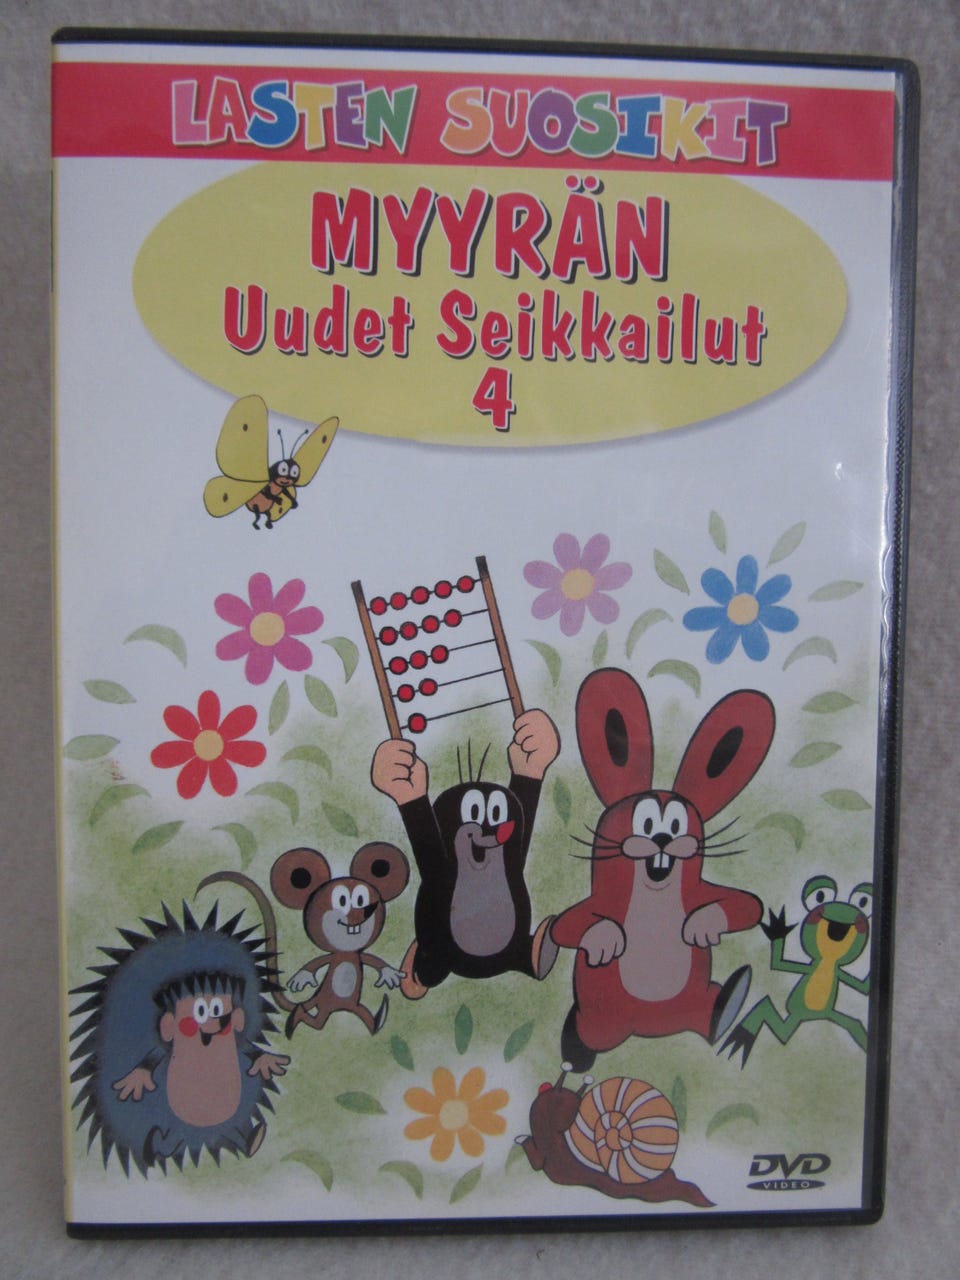 LASTEN SUOSIKIT
MYYRÄN
Uudet Seikkailut
4
DVD
VIDEO